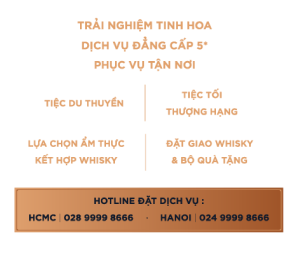 TRẢI NGHIỆM TINH HOA
DỊCH VỤ ĐẲNG CẤP 5*
PHỤC VỤ TẬN NƠI
TIỆC DU THUYỀN
TIỆC TỐI
THƯỢNG HẠNG
LỰA CHỌN ẨM THỰC
KẾT HỢP WHISKY
ĐẶT GIAO WHISKY
& BỘ QUÀ TẶNG
HOTLINE ĐẶT DỊCH VỤ :
HCMC | 028 9999 8666 · HANOI | 024 9999 8666